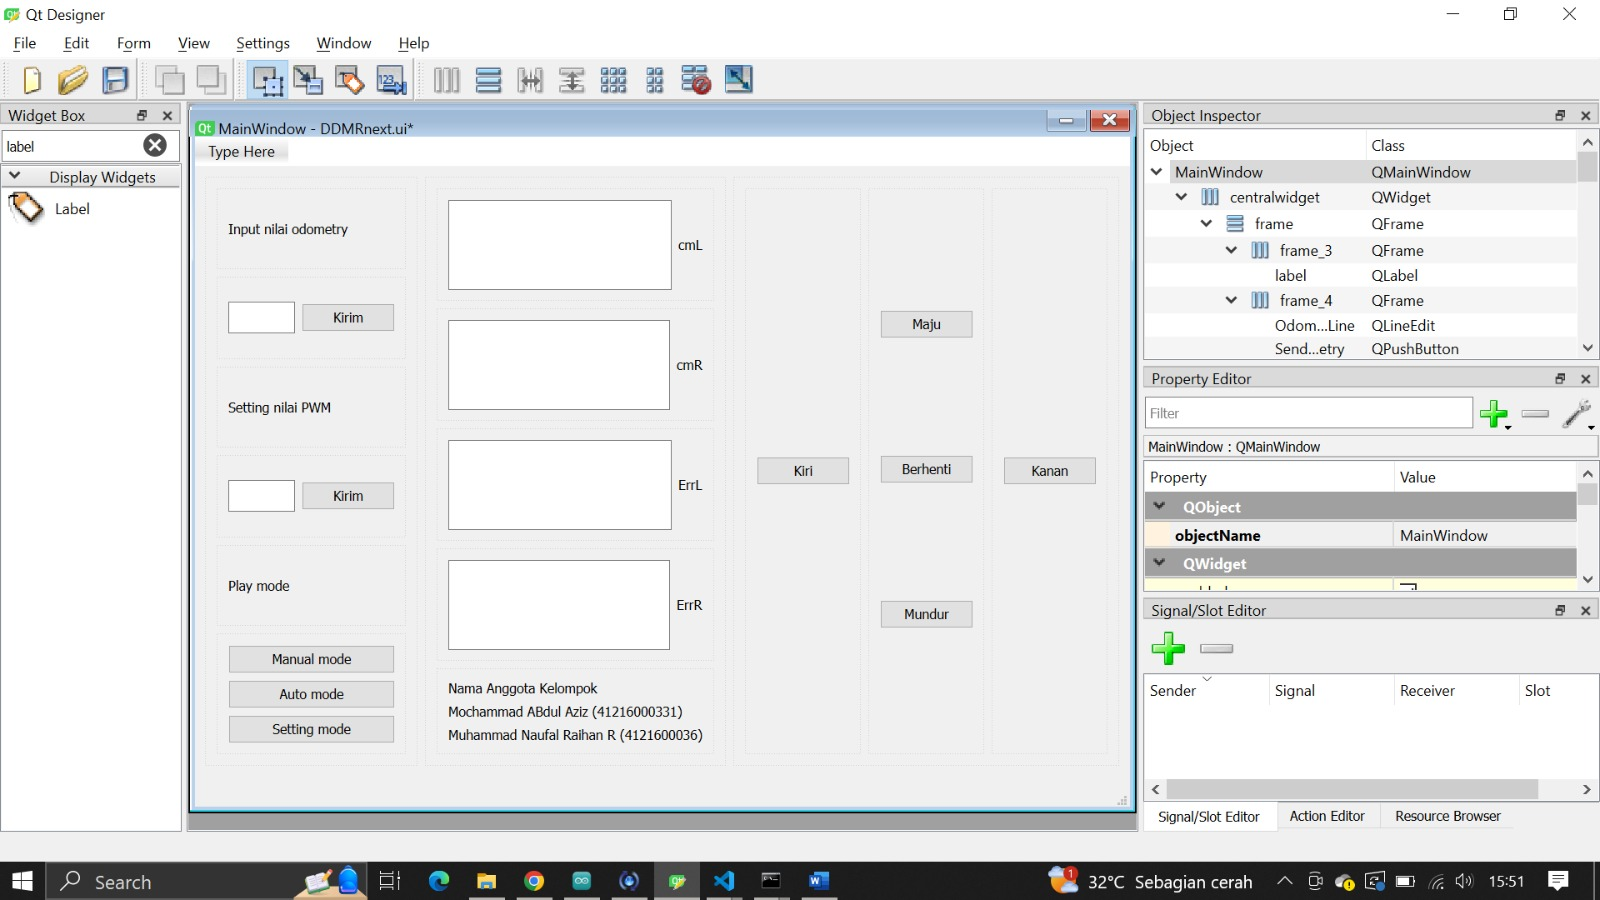 Qt Designer
File Edit Form View Settings Window Help
Widget Box
label
Display Widgets
Label
MainWindow - DDMRnext.ui*
Type Here
Input nilai odometry
Kirim
Setting nilai PWM
Kirim
Play mode
Manual mode
Auto mode
Setting mode
cmL
cmR
ErrL
ErrR
Nama Anggota Kelompok
Mochammad ABdul Aziz (41216000331)
Muhammad Naufal Raihan R (4121600036)
Maju
Kiri Berhenti Kanan
Mundur
Object Inspector
Object Class
MainWindow QMainWindow
centralwidget QWidget
frame QFrame
frame_3 QFrame
label QLabel
frame_4 QFrame
Odom...Line QLineEdit
Send...etry QPushButton
Property Editor
Filter
MainWindow : QMainWindow
Property Value
QObject
objectName MainWindow
QWidget
Signal/Slot Editor
Sender Signal Receiver Slot
Signal/Slot Editor Action Editor Resource Browser
Search
1
32°C Sebagian cerah
15:51